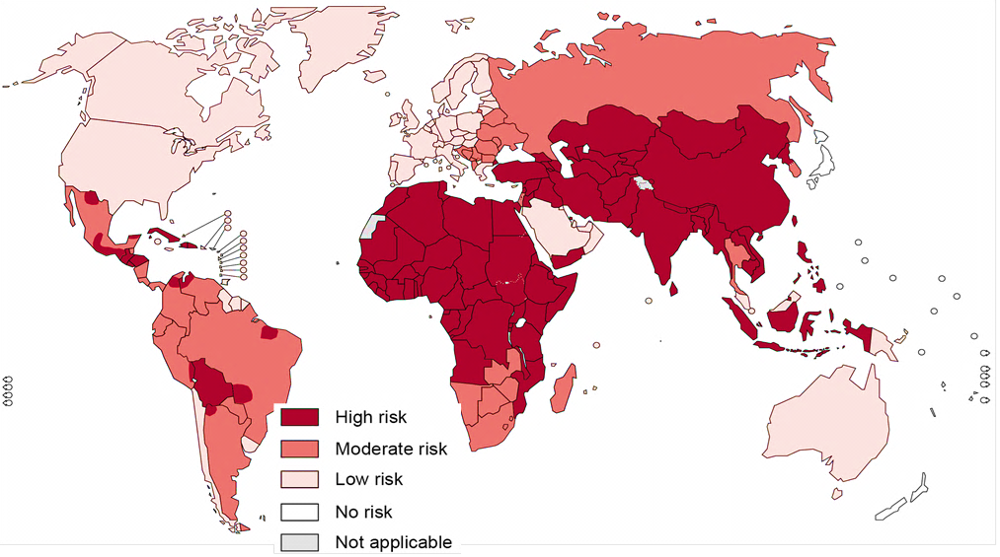 High risk
Moderate risk
Low risk
No risk
Not applicable